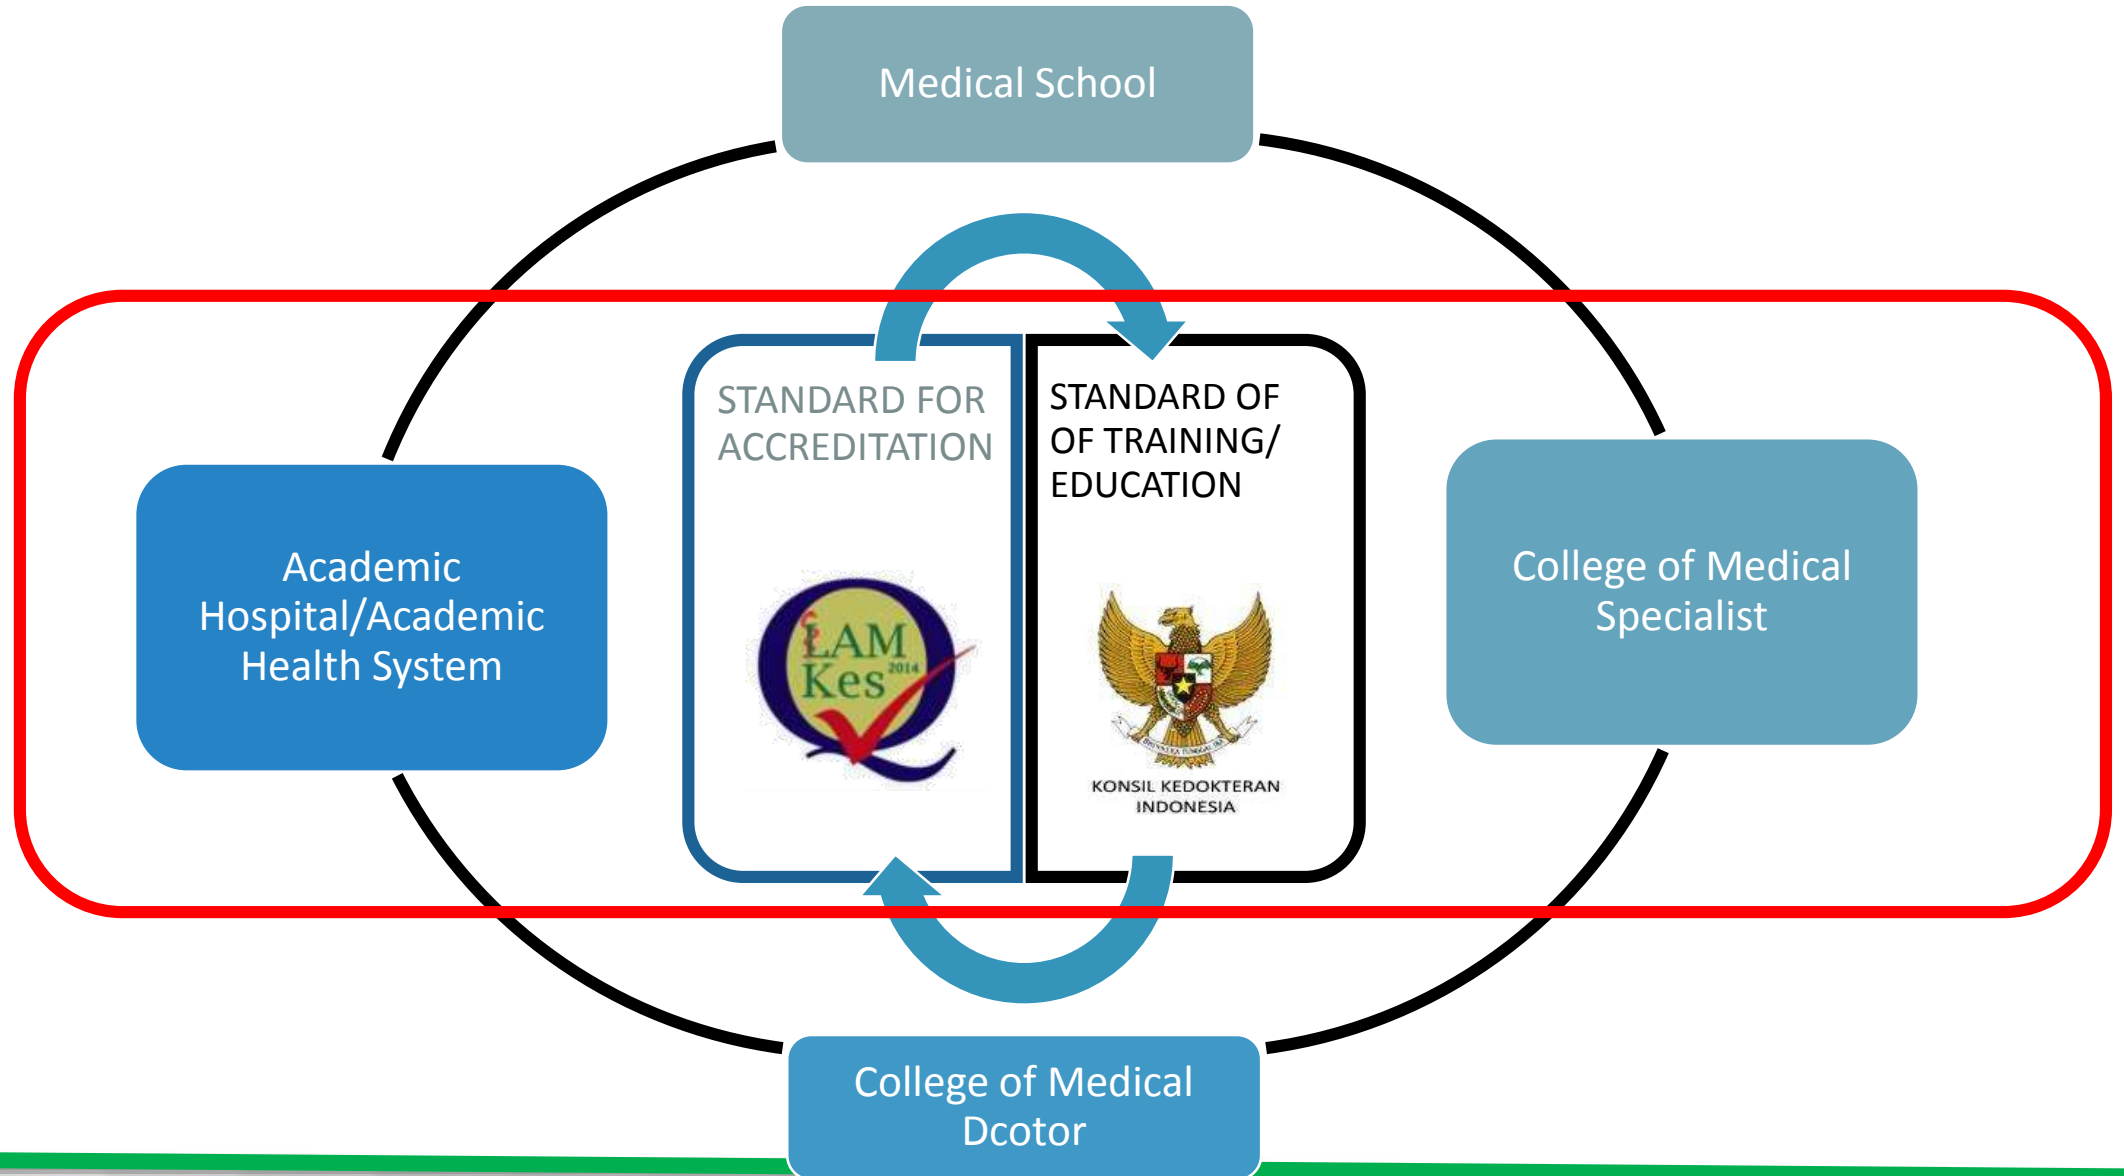 Medical School
STANDARD FOR
ACCREDITATION
STANDARD OF
OF TRAINING/
EDUCATION
Academic
Hospital/Academic
Health System
LAM
Kes 2014
KONSIL KEDOKTERAN
INDONESIA
College of Medical
Specialist
College of Medical
Dcotor